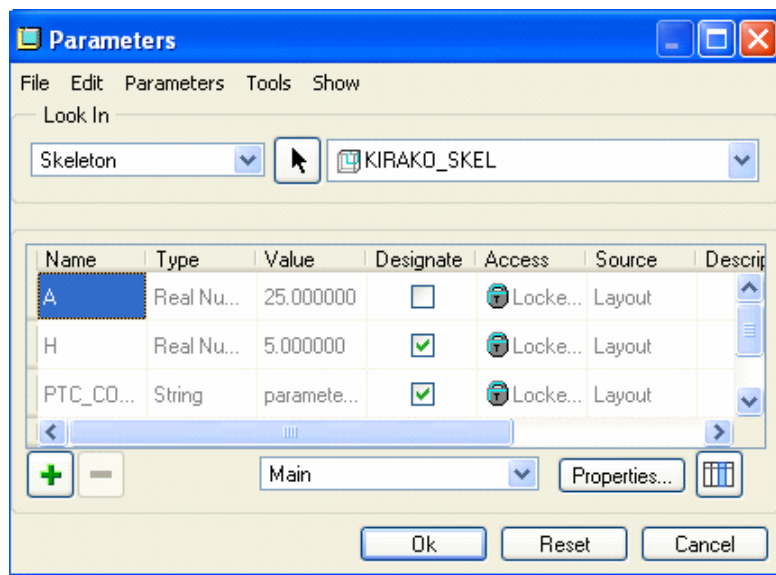 Parameters
File Edit Parameters Tools Show
Look In
Skeleton KIRAKO_SKEL
Name Type Value Designate Access Source Descrip
A Real Nu... 25.000000 Locke... Layout
H Real Nu... 5.000000 Locke... Layout
PTC_CO... String paramete... Locke... Layout
Main Properties...
Ok Reset Cancel